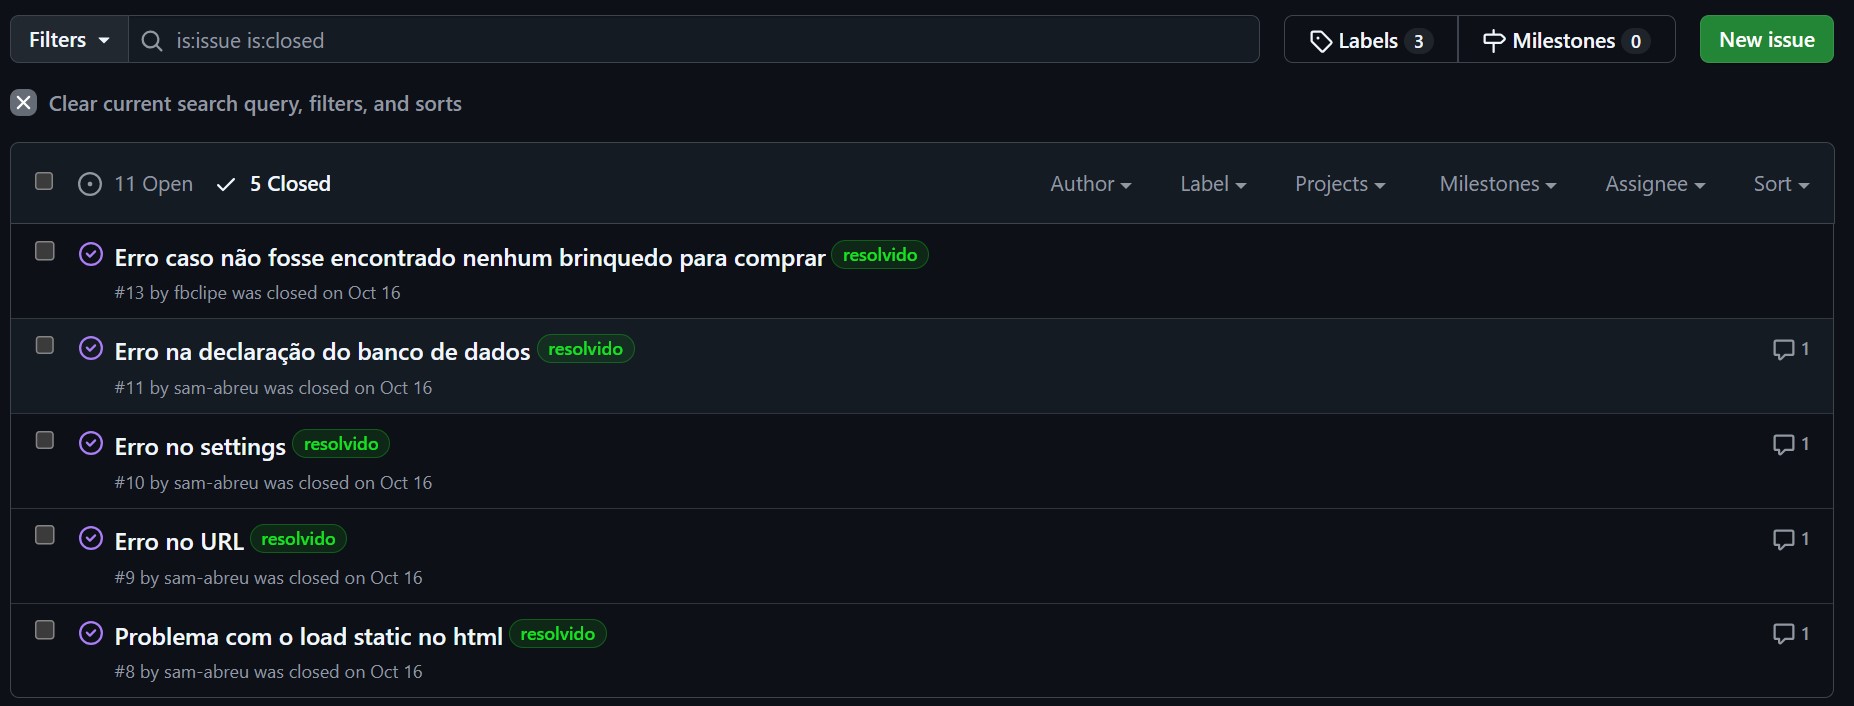 Filters is:issue is:closed Labels 3 Milestones 0 New issue
Clear current search query, filters, and sorts
11 Open 5 Closed Author Label Projects Milestones Assignee Sort
Erro caso não fosse encontrado nenhum brinquedo para comprar resolvido
#13 by fbclipe was closed on Oct 16
Erro na declaração do banco de dados resolvido 1
#11 by sam-abreu was closed on Oct 16
Erro no settings resolvido 1
#10 by sam-abreu was closed on Oct 16
Erro no URL resolvido 1
#9 by sam-abreu was closed on Oct 16
Problema com o load static no html resolvido 1
#8 by sam-abreu was closed on Oct 16